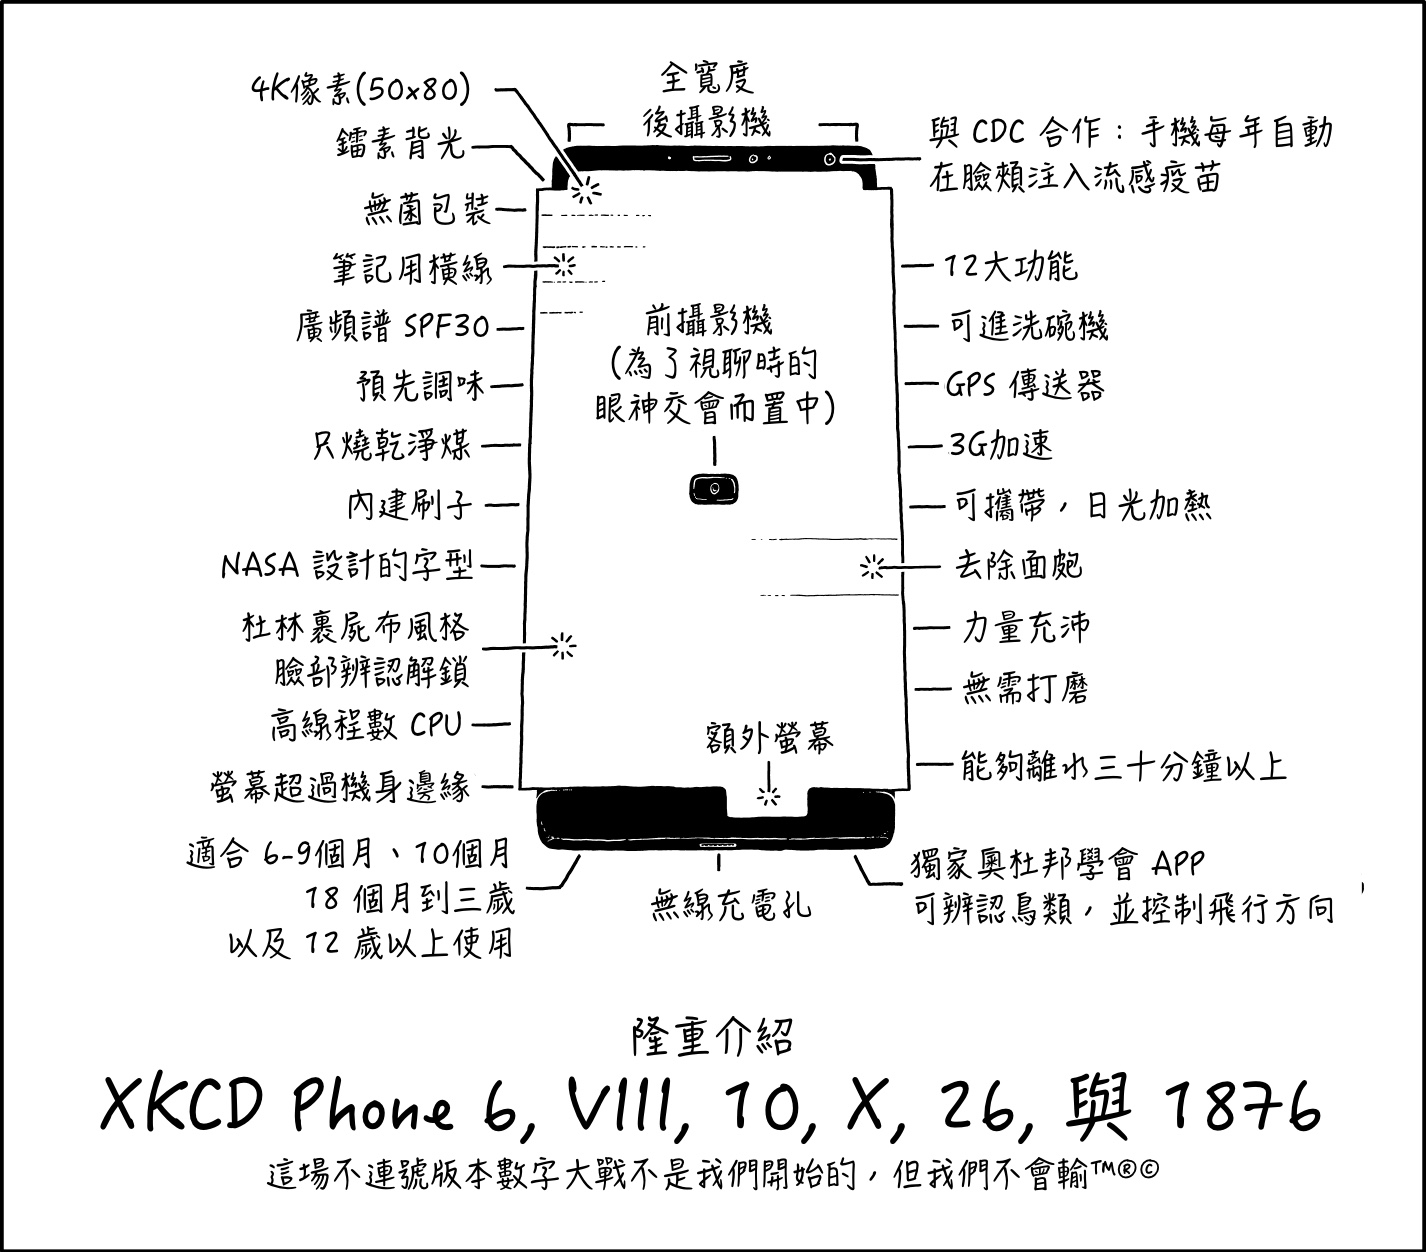 全寬度
後攝影機
4K像素(50x80)
鐳素背光
無菌包裝
筆記用橫線
廣頻譜 SPF30
預先調味
只燒乾淨煤
內建刷子
NASA 設計的字型
杜林裹屍布風格
臉部辨認解鎖
高線程數 CPU
螢幕超過機身邊緣
適合 6-9個月、10個月
18 個月到三歲
以及 12 歲以上使用
前攝影機
(為了視聊時的
眼神交會而置中)
額外螢幕
無線充電孔
與 CDC 合作：手機每年自動
在臉頰注入流感疫苗
12大功能
可進洗碗機
GPS 傳送器
3G加速
可攜帶，日光加熱
去除面皰
力量充沛
無需打磨
能夠離水三十分鐘以上
獨家奧杜邦學會 APP
可辨認鳥類，並控制飛行方向
隆重介紹
XKCD Phone 6, VIII, 10, X, 26, 與 1876
這場不連號版本數字大戰不是我們開始的，但我們不會輸™®©